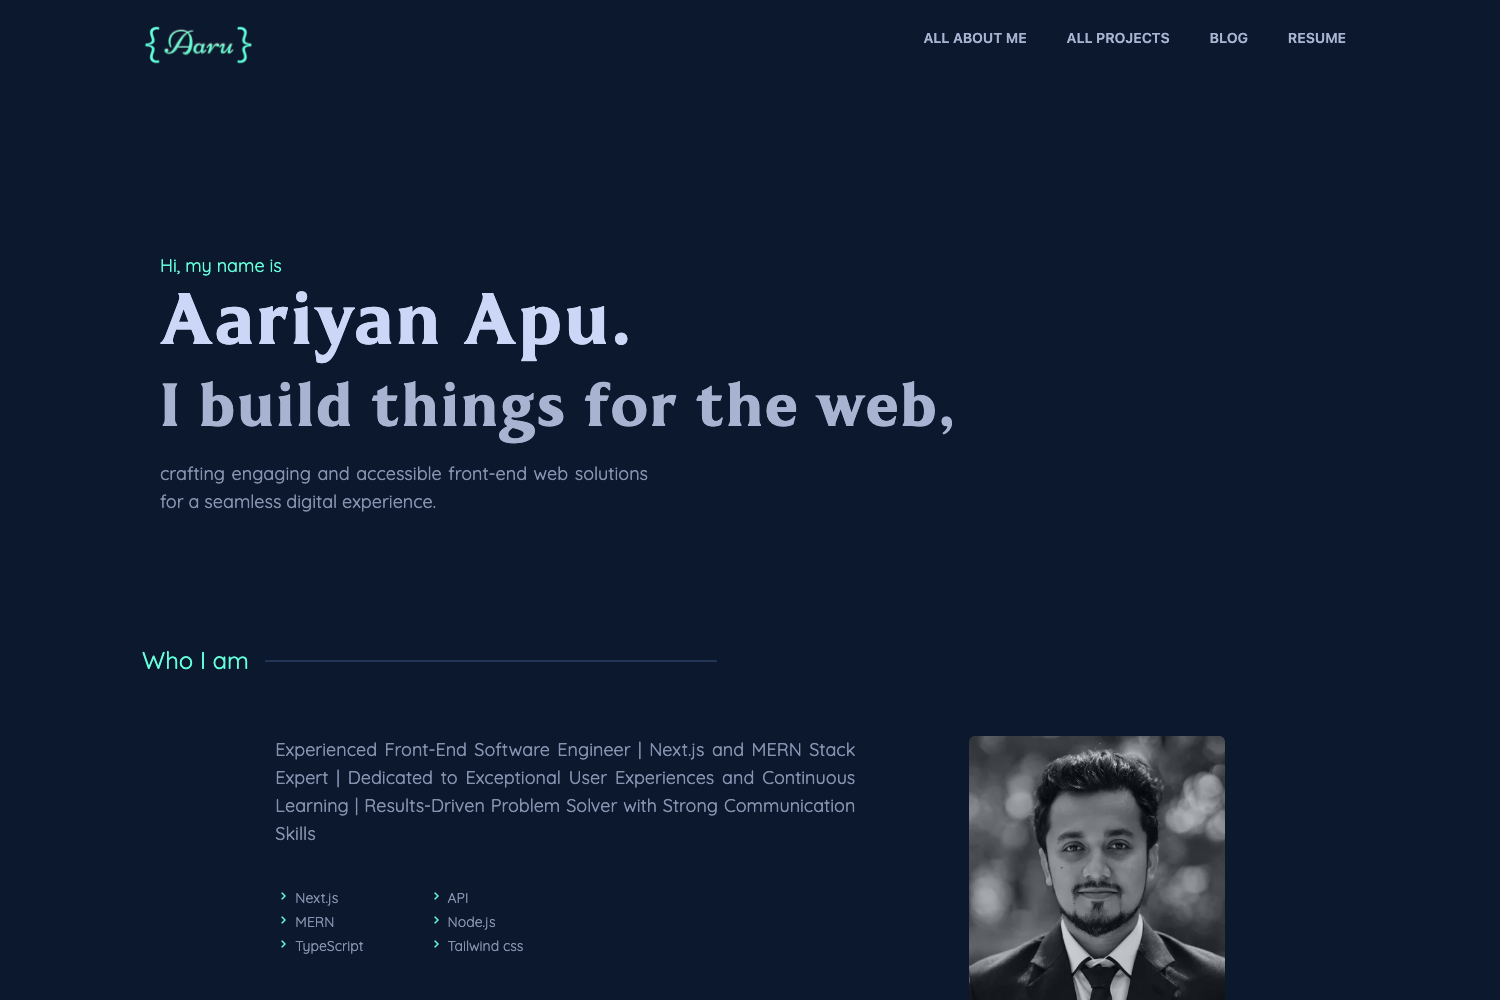 {Aaru}
ALL ABOUT ME ALL PROJECTS BLOG RESUME
Hi, my name is
Aariyan Apu.
I build things for the web,
crafting engaging and accessible front-end web solutions
for a seamless digital experience.
Who I am
Experienced Front-End Software Engineer | Next.js and MERN Stack
Expert | Dedicated to Exceptional User Experiences and Continuous
Learning | Results-Driven Problem Solver with Strong Communication
Skills
Next.js
MERN
TypeScript
API
Node.js
Tailwind css